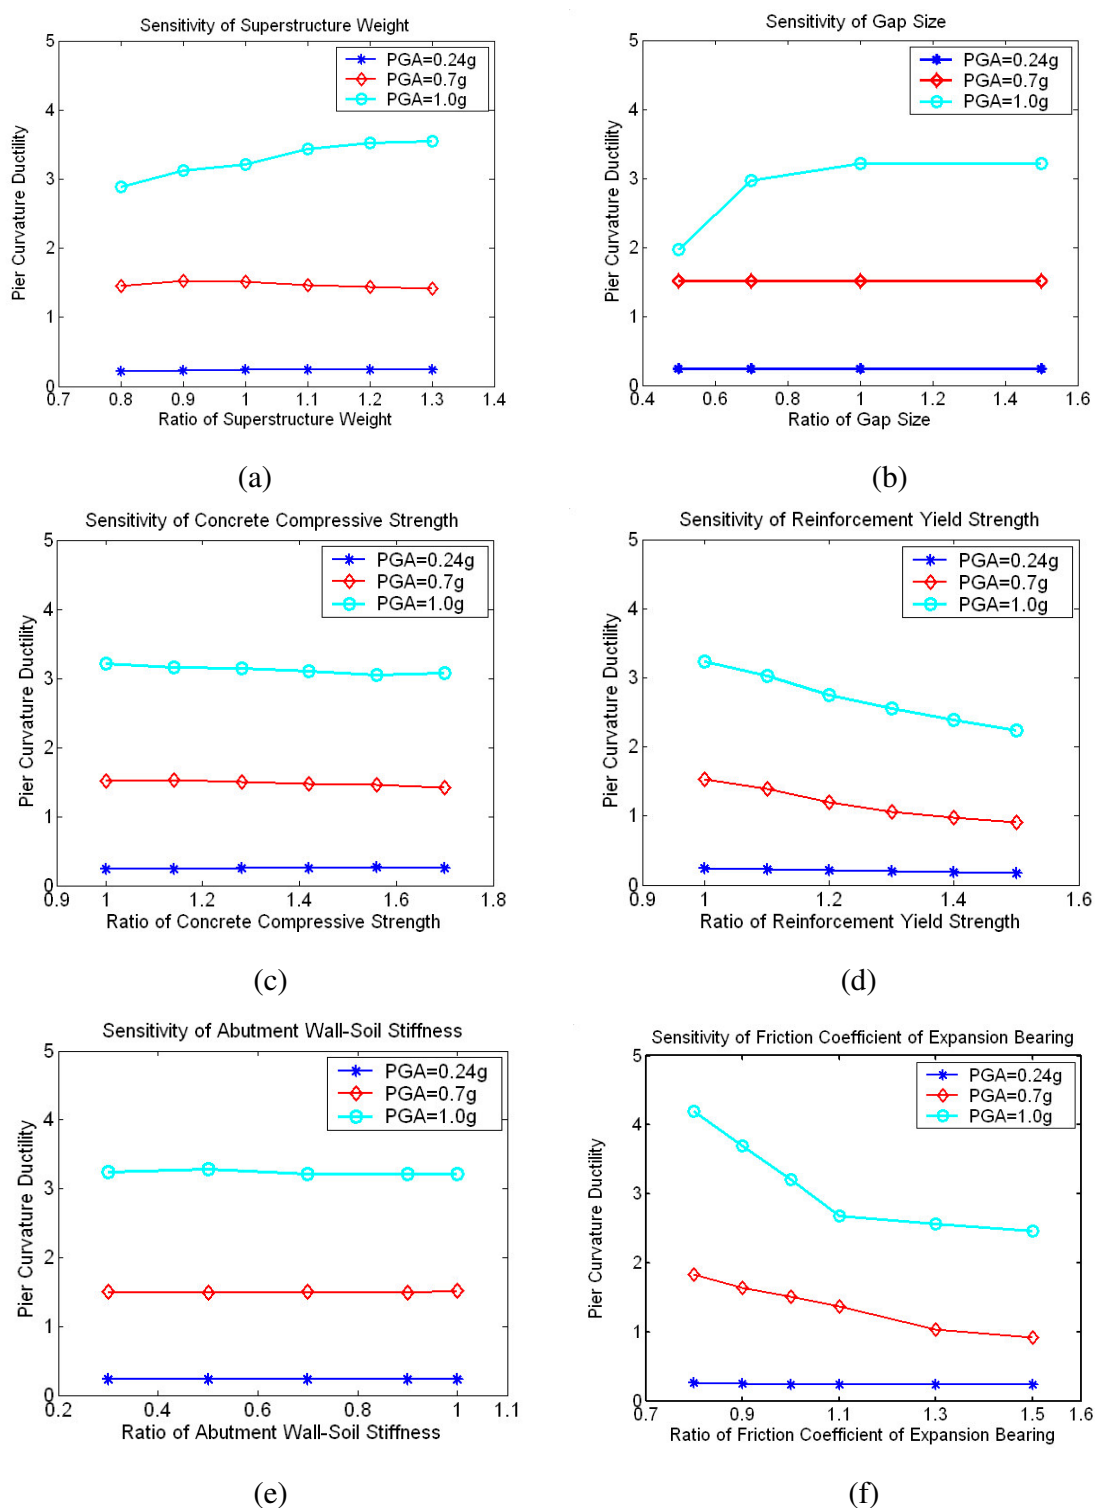 Sensitivity of Superstructure Weight
5
4
3
2
1
0
0.7 0.8 0.9 1 1.1 1.2 1.3 1.4
Pier Curvature Ductility
Ratio of Superstructure Weight
PGA=0.24g
PGA=0.7g
PGA=1.0g
(a)
Sensitivity of Gap Size
5
4
3
2
1
0
0.4 0.6 0.8 1 1.2 1.4 1.6
Pier Curvature Ductility
Ratio of Gap Size
PGA=0.24g
PGA=0.7g
PGA=1.0g
(b)
Sensitivity of Concrete Compressive Strength
5
4
3
2
1
0
0.9 1 1.2 1.4 1.6 1.8
Pier Curvature Ductility
Ratio of Concrete Compressive Strength
PGA=0.24g
PGA=0.7g
PGA=1.0g
(c)
Sensitivity of Reinforcement Yield Strength
5
4
3
2
1
0
0.9 1 1.2 1.4 1.6
Pier Curvature Ductility
Ratio of Reinforcement Yield Strength
PGA=0.24g
PGA=0.7g
PGA=1.0g
(d)
Sensitivity of Abutment Wall-Soil Stiffness
5
4
3
2
1
0
0.2 0.4 0.6 0.8 1 1.1
Pier Curvature Ductility
Ratio of Abutment Wall-Soil Stiffness
PGA=0.24g
PGA=0.7g
PGA=1.0g
(e)
Sensitivity of Friction Coefficient of Expansion Bearing
5
4
3
2
1
0
0.7 0.9 1.1 1.3 1.5 1.6
Pier Curvature Ductility
Ratio of Friction Coefficient of Expansion Bearing
PGA=0.24g
PGA=0.7g
PGA=1.0g
(f)